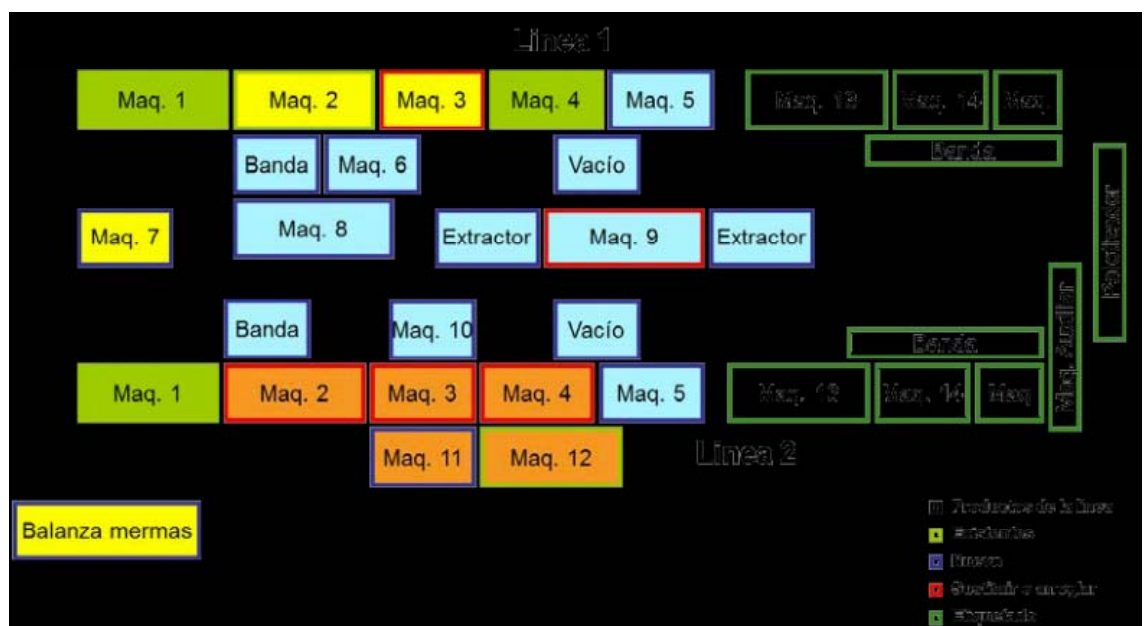 Linea 1
Maq. 1
Maq. 2
Maq. 3
Maq. 4
Maq. 5
Maq. 13
Maq. 14
Maq.
Banda
Maq. 6
Vacío
Banda
Maq. 7
Maq. 8
Extractor
Maq. 9
Extractor
Banda
Maq. 10
Vacío
Banda
Maq. Auxiliar
Maq. 1
Maq. 2
Maq. 3
Maq. 4
Maq. 5
Maq. 13
Maq. 14
Maq.
Maq. 11
Maq. 12
Linea 2
Balanza mermas
Productos de la linea
Existentes
Nuevo
Sustituir o arreglar
Etiquetado